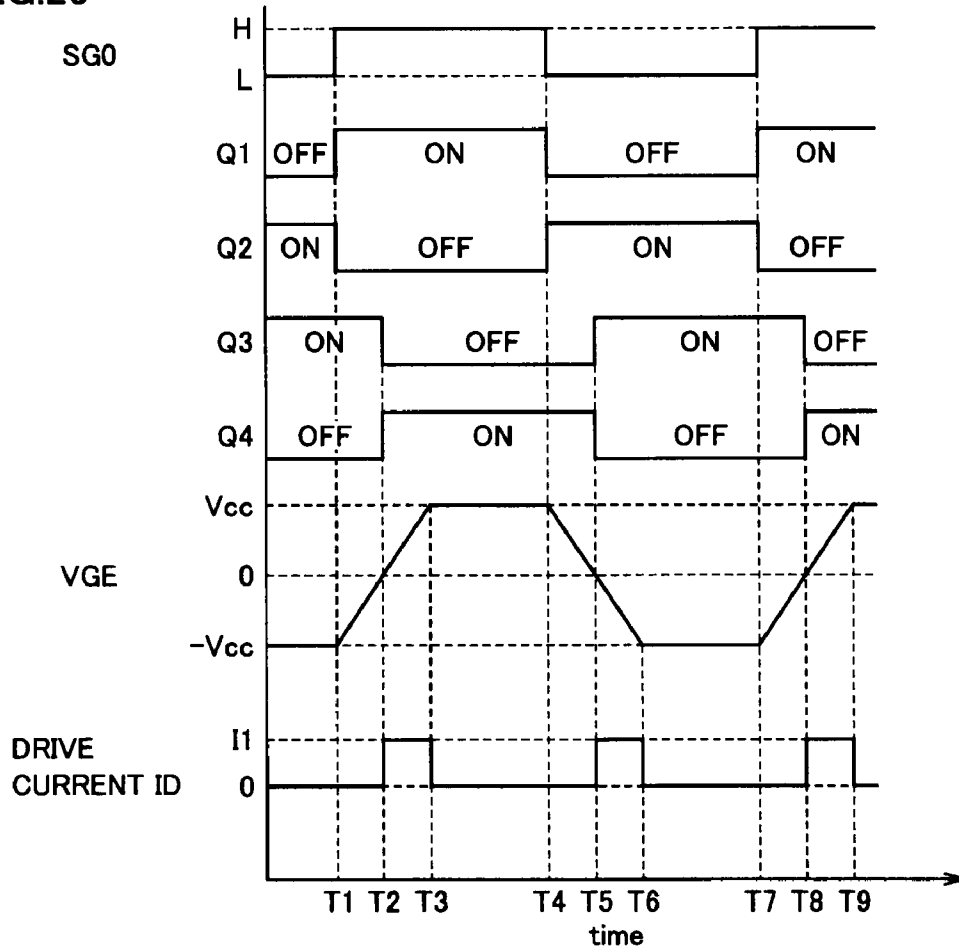 H
SG0
L
Q1 OFF ON OFF ON
Q2 ON OFF ON OFF
Q3 ON OFF ON OFF
Q4 OFF ON OFF ON
Vcc
VGE 0
-Vcc
DRIVE I1
CURRENT ID 0
T1 T2 T3 T4 T5 T6 T7 T8 T9
time